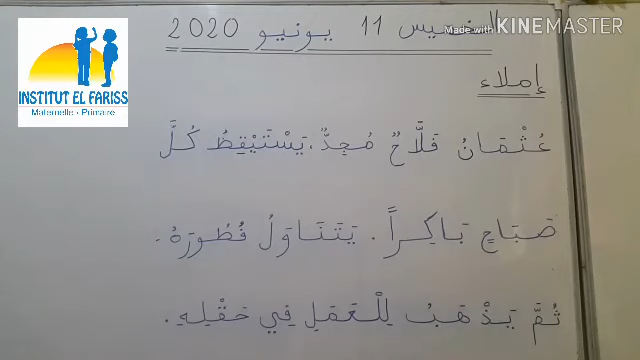 Made with KINEMASTER
الخميس 11 يونيو 2020
INSTITUT EL FARISS
Maternelle - Primaire
إملاء
عُثْمَانُ فَلَّاحٌ مُجِدٌّ، يَسْتَيْقِظُ كُلَّ
صَبَاحٍ بَاكِراً. يَتَنَاوَلُ فُطُورَهُ.
ثُمَّ يَذْهَبُ لِلْعَمَلِ فِي حَقْلِهِ.